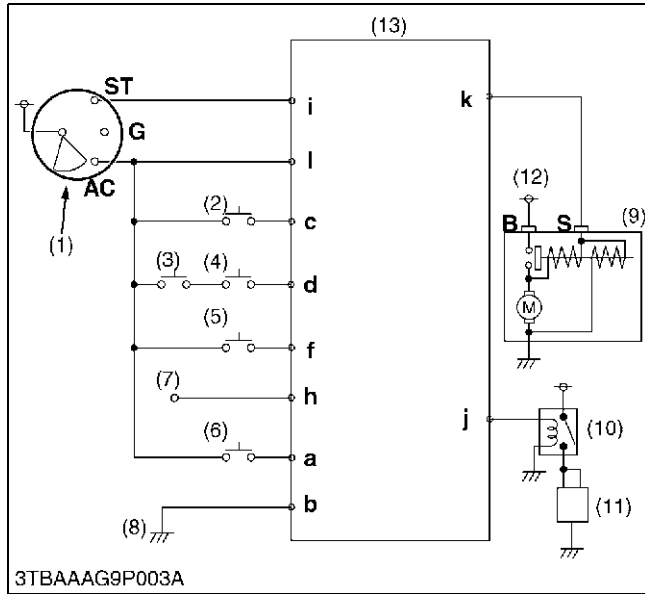 (13)
ST
i
k
G
l
AC
(12)
(2)
c
B
S
(9)
(1)
(3)
(4)
d
M
(5)
f
(7)
h
j
(10)
(6)
a
b
(11)
(8)
3TBAAAG9P003A